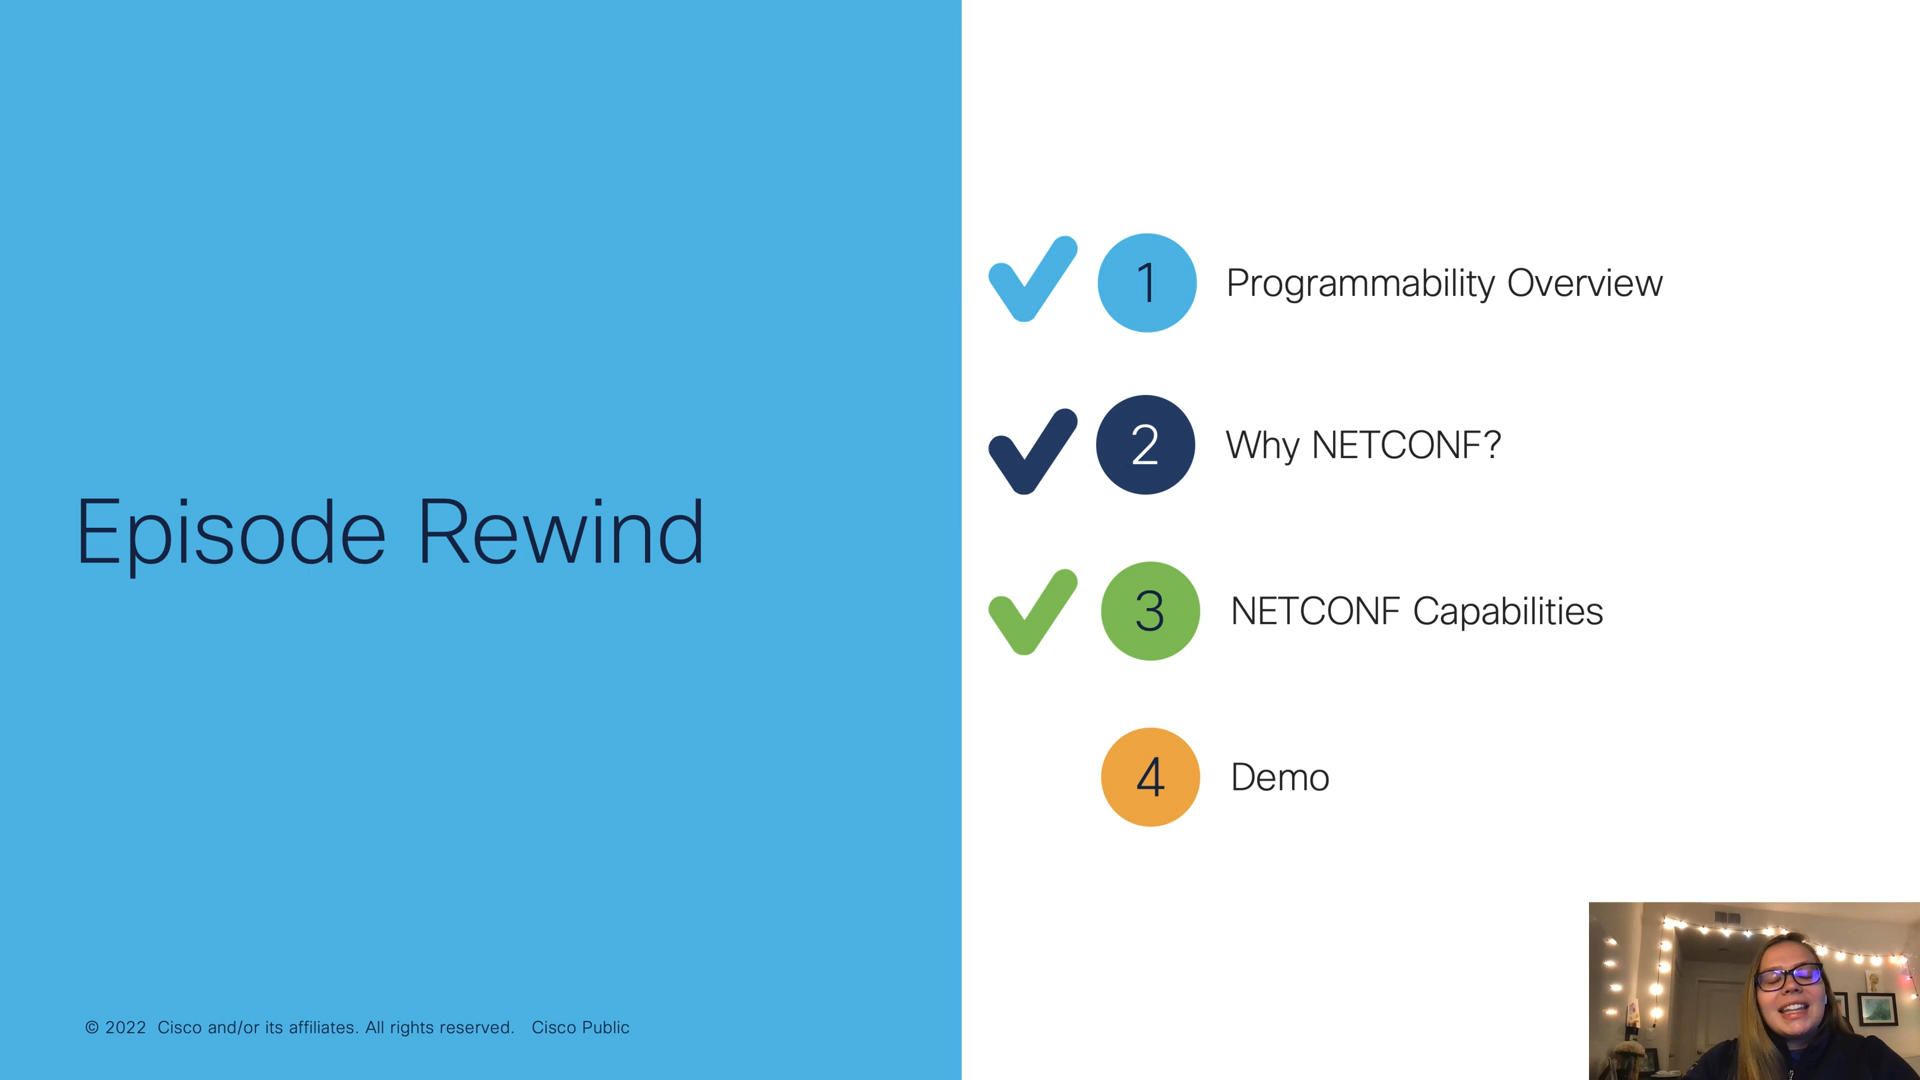 Episode Rewind
1 Programmability Overview
2 Why NETCONF?
3 NETCONF Capabilities
4 Demo
© 2022 Cisco and/or its affiliates. All rights reserved. Cisco Public